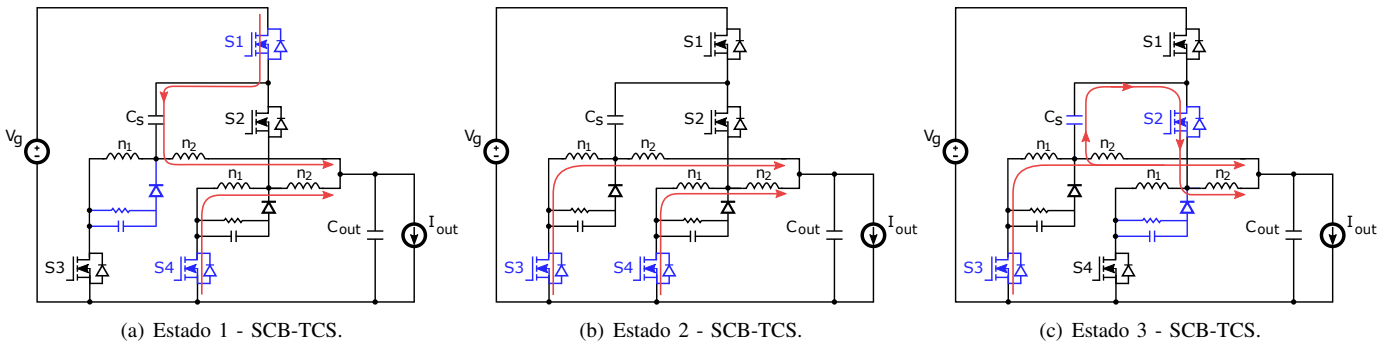 S1
Cs
S2
Vg
n1
n2
n1
n2
Cout
Iout
S3
S4
(a) Estado 1 - SCB-TCS.
S1
Cs
S2
Vg
n1
n2
n1
n2
Cout
Iout
S3
S4
(b) Estado 2 - SCB-TCS.
S1
Cs
S2
Vg
n1
n2
n1
n2
Cout
Iout
S3
S4
(c) Estado 3 - SCB-TCS.